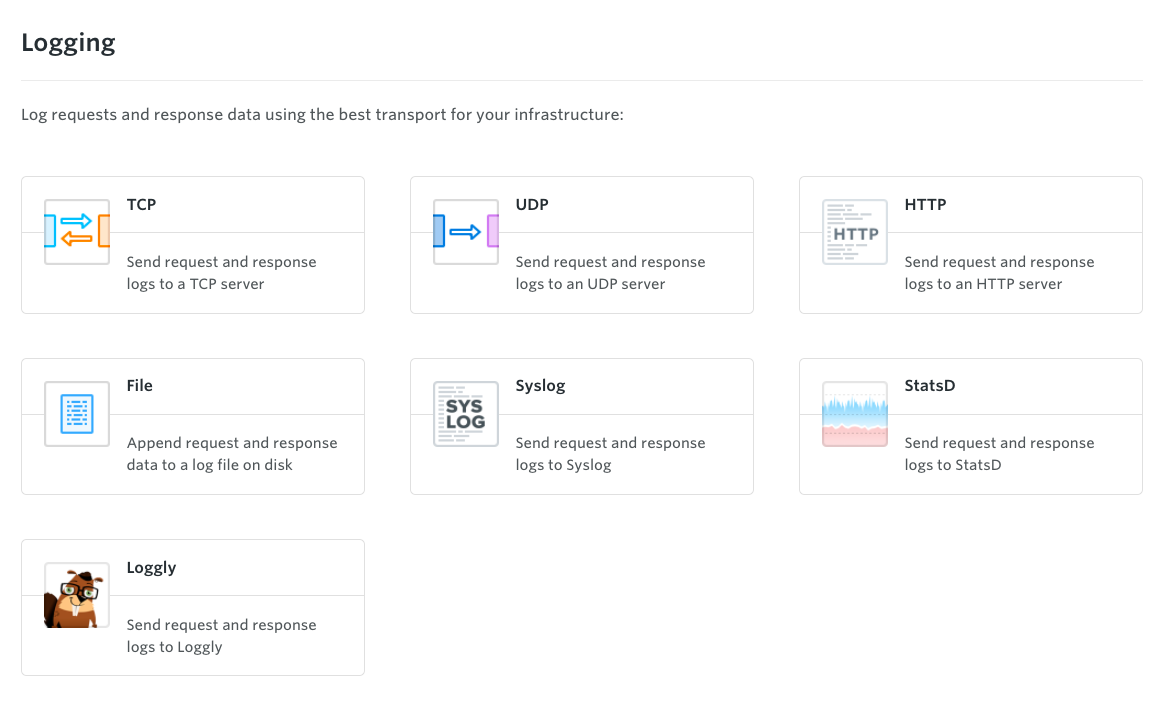 Logging
Log requests and response data using the best transport for your infrastructure:
TCP
Send request and response
logs to a TCP server
UDP
Send request and response
logs to an UDP server
HTTP
HTTP
Send request and response
logs to an HTTP server
File
Append request and response
data to a log file on disk
SYS
LOG
Syslog
Send request and response
logs to Syslog
StatsD
Send request and response
logs to StatsD
Loggly
Send request and response
logs to Loggly